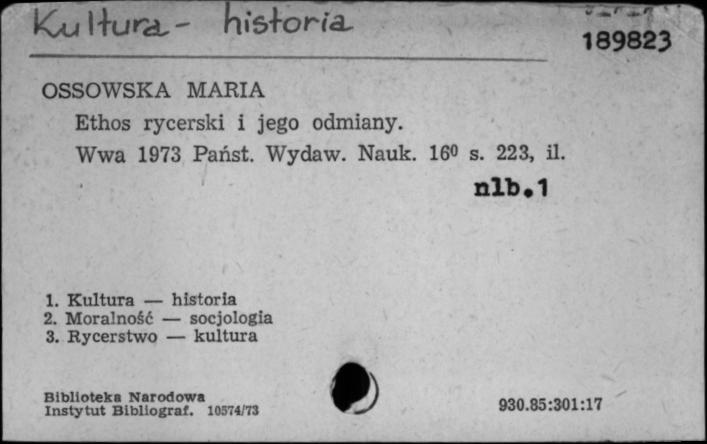 Kultura - historia
189823
OSSOWSKA MARIA
Ethos rycerski i jego odmiany.
Wwa 1973 Państ. Wydaw. Nauk. 16⁰ s. 223, il.
nlb.1
1. Kultura — historia
2. Moralność — socjologia
3. Rycerstwo — kultura
Biblioteka Narodowa
Instytut Bibliograf. 10574/73
930.85:301:17